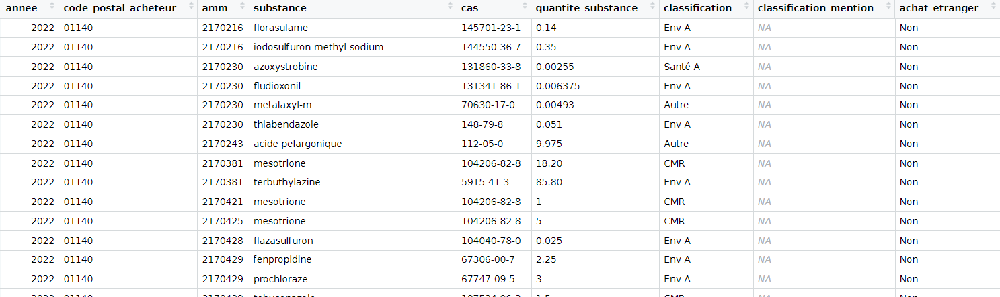 annee code_postal_acheteur amm substance cas quantite_substance classification classification_mention achat_etranger
2022 01140 2170216 florasulame 145701-23-1 0.14 Env A NA Non
2022 01140 2170216 iodosulfuron-methyl-sodium 144550-36-7 0.35 Env A NA Non
2022 01140 2170230 azoxystrobine 131860-33-8 0.00255 Santé A NA Non
2022 01140 2170230 fludioxonil 131341-86-1 0.006375 Env A NA Non
2022 01140 2170230 metalaxyl-m 70630-17-0 0.00493 Autre NA Non
2022 01140 2170230 thiabendazole 148-79-8 0.051 Env A NA Non
2022 01140 2170243 acide pelargonique 112-05-0 9.975 Autre NA Non
2022 01140 2170381 mesotrione 104206-82-8 18.20 CMR NA Non
2022 01140 2170381 terbuthylazine 5915-41-3 85.80 Env A NA Non
2022 01140 2170421 mesotrione 104206-82-8 1 CMR NA Non
2022 01140 2170425 mesotrione 104206-82-8 5 CMR NA Non
2022 01140 2170428 flazasulfuron 104040-78-0 0.025 Env A NA Non
2022 01140 2170429 fenpropidine 67306-00-7 2.25 Env A NA Non
2022 01140 2170429 prochloraze 67747-09-5 3 Env A NA Non